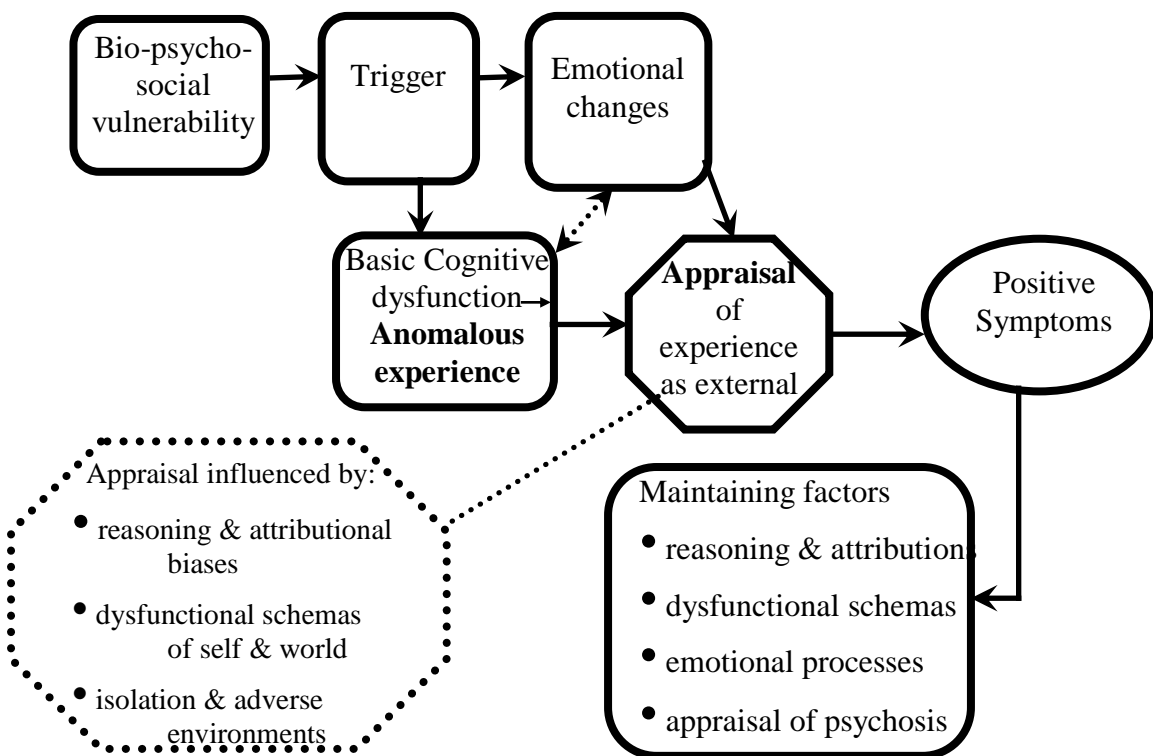 Bio-psycho-
social
vulnerability
Trigger
Emotional
changes
Basic Cognitive
dysfunction
Anomalous
experience
Appraisal
of
experience
as external
Positive
Symptoms
Appraisal influenced by:
• reasoning & attributional
biases
• dysfunctional schemas
of self & world
• isolation & adverse
environments
Maintaining factors
• reasoning & attributions
• dysfunctional schemas
• emotional processes
• appraisal of psychosis